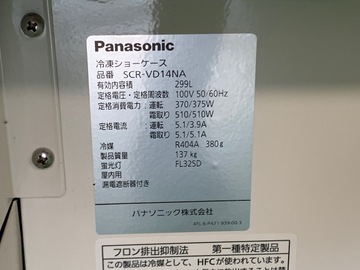 Panasonic
冷凍ショーケース
品番 SCR-VD14NA
有効内容積 299L
定格電圧・定格周波数 100V 50/60Hz
定格消費電力:運転 370/375W
霜取り 510/510W
定格電流 :運転 5.1/3.9A
霜取り 5.1/5.1A
冷媒 R404A 380g
製品質量 137kg
蛍光灯 FL32SD
屋内用
漏電遮断器付き
パナソニック株式会社
フロン排出抑制法 第一種特定製品
この製品は冷媒として、HFCが使われています